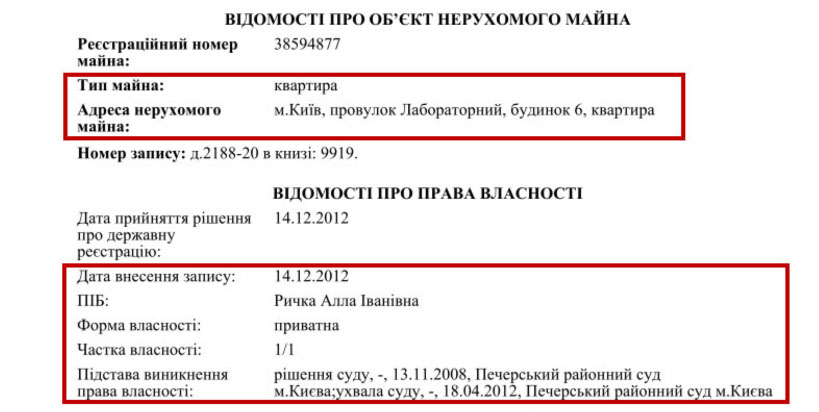 ВІДОМОСТІ ПРО ОБ’ЄКТ НЕРУХОМОГО МАЙНА
Реєстраційний номер майна: 38594877
Тип майна: квартира
Адреса нерухомого майна: м.Київ, провулок Лабораторний, будинок 6, квартира
Номер запису: д.2188-20 в книзі: 9919.
ВІДОМОСТІ ПРО ПРАВА ВЛАСНОСТІ
Дата прийняття рішення про державну реєстрацію: 14.12.2012
Дата внесення запису: 14.12.2012
ПІБ: Ричка Алла Іванівна
Форма власності: приватна
Частка власності: 1/1
Підстава виникнення права власності: рішення суду, -, 13.11.2008, Печерський районний суд
м.Києва;ухвала суду, -, 18.04.2012, Печерський районний суд м.Києва